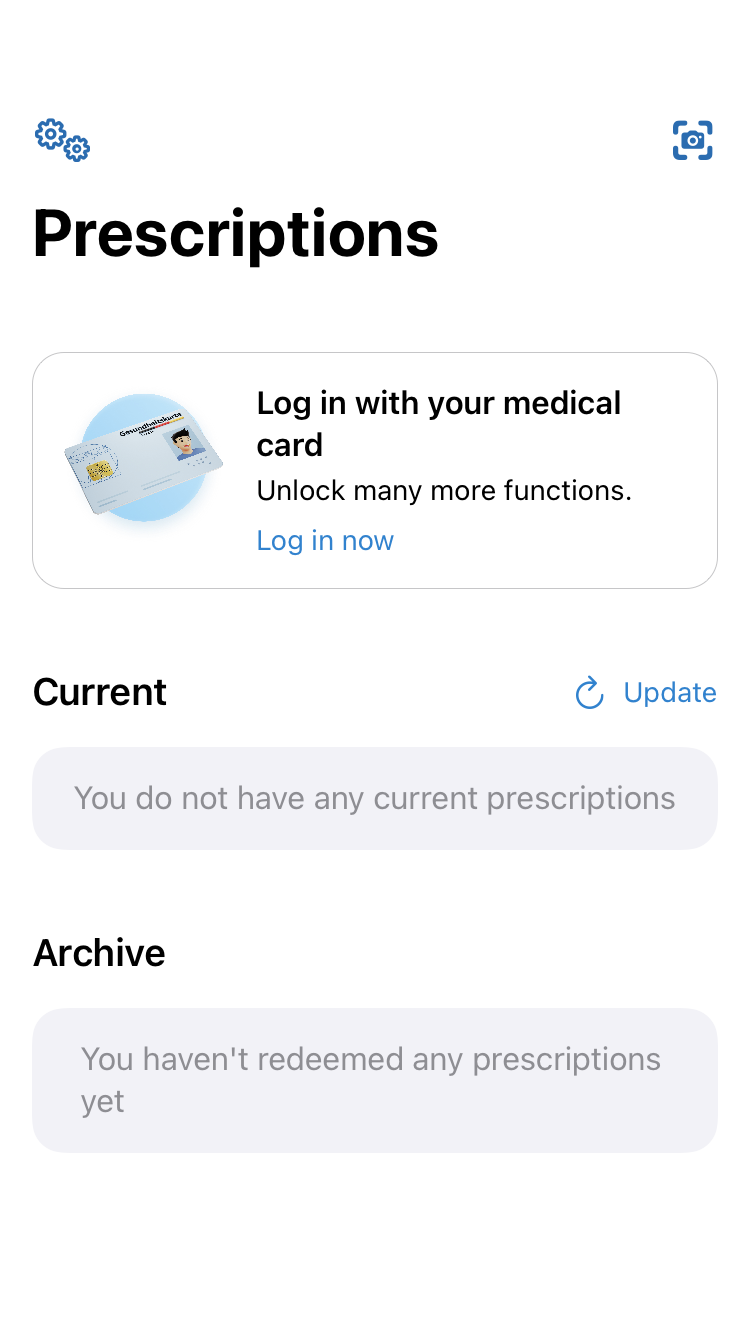 Prescriptions
Gesundheitskarte
Log in with your medical
card
Unlock many more functions.
Log in now
Current
Update
You do not have any current prescriptions
Archive
You haven't redeemed any prescriptions
yet